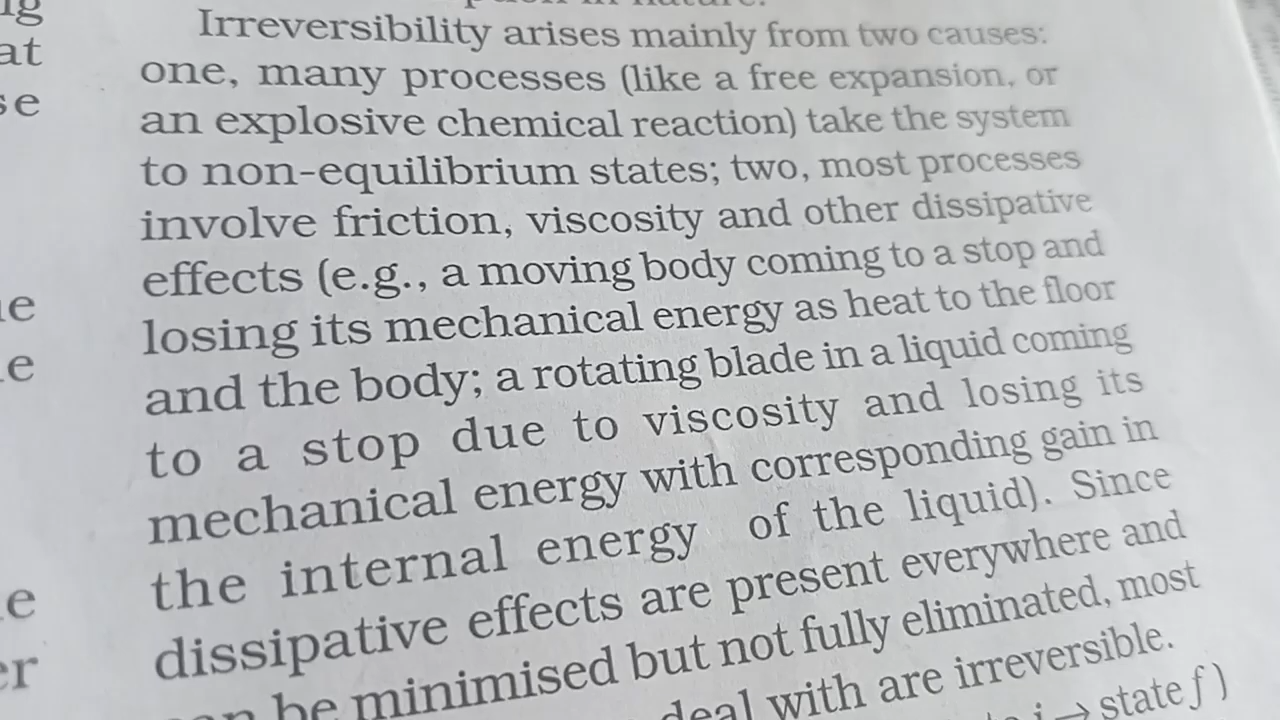 in nature.
Irreversibility arises mainly from two causes:
one, many processes (like a free expansion, or
an explosive chemical reaction) take the system
to non-equilibrium states; two, most processes
involve friction, viscosity and other dissipative
effects (e.g., a moving body coming to a stop and
losing its mechanical energy as heat to the floor
and the body; a rotating blade in a liquid coming
to a stop due to viscosity and losing its
mechanical energy with corresponding gain in
the internal energy of the liquid). Since
dissipative effects are present everywhere and
be minimised but not fully eliminated, most
deal with are irreversible.
i → state f )